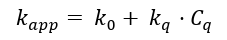 k_app = k_0 + k_q · C_q